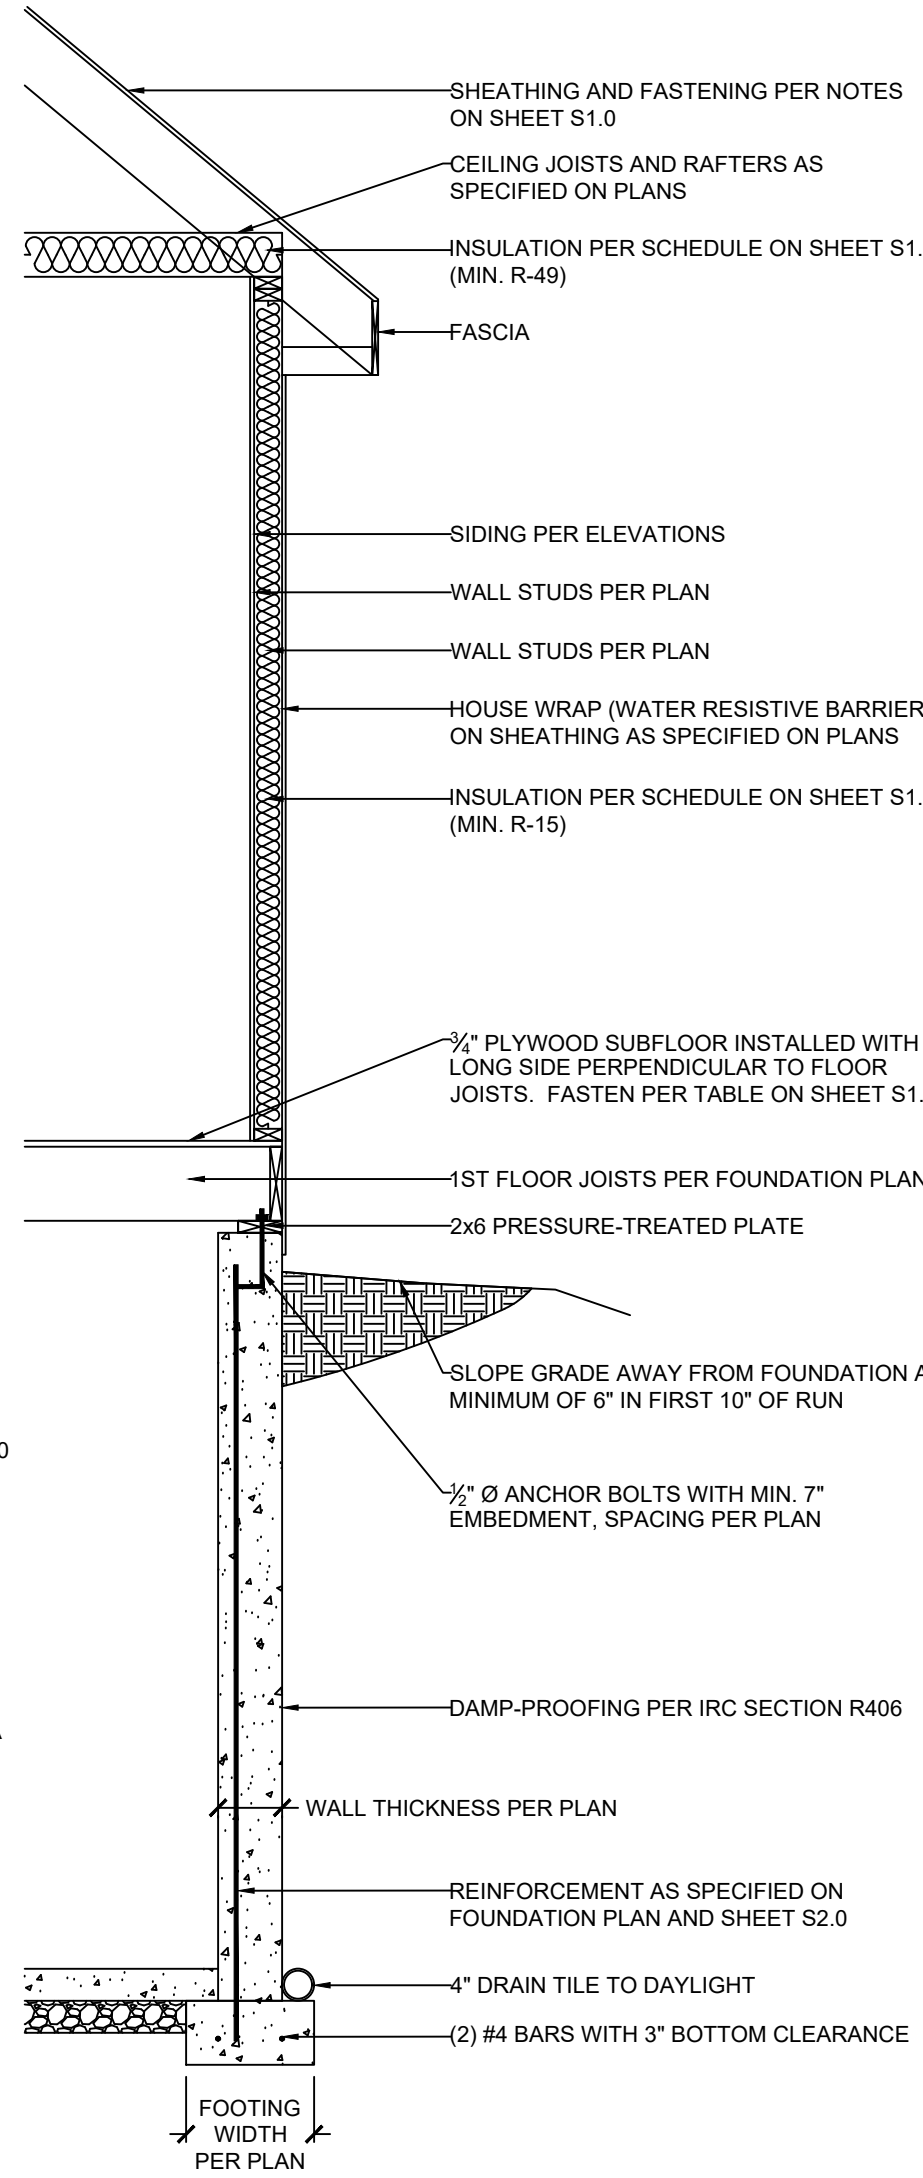 SHEATHING AND FASTENING PER NOTES
ON SHEET S1.0
CEILING JOISTS AND RAFTERS AS
SPECIFIED ON PLANS
INSULATION PER SCHEDULE ON SHEET S1.
(MIN. R-49)
FASCIA
SIDING PER ELEVATIONS
WALL STUDS PER PLAN
WALL STUDS PER PLAN
HOUSE WRAP (WATER RESISTIVE BARRIER
ON SHEATHING AS SPECIFIED ON PLANS
INSULATION PER SCHEDULE ON SHEET S1.
(MIN. R-15)
¾" PLYWOOD SUBFLOOR INSTALLED WITH
LONG SIDE PERPENDICULAR TO FLOOR
JOISTS. FASTEN PER TABLE ON SHEET S1.
1ST FLOOR JOISTS PER FOUNDATION PLAN
2x6 PRESSURE-TREATED PLATE
SLOPE GRADE AWAY FROM FOUNDATION A
MINIMUM OF 6" IN FIRST 10" OF RUN
0
½" Ø ANCHOR BOLTS WITH MIN. 7"
EMBEDMENT, SPACING PER PLAN
DAMP-PROOFING PER IRC SECTION R406
WALL THICKNESS PER PLAN
REINFORCEMENT AS SPECIFIED ON
FOUNDATION PLAN AND SHEET S2.0
4" DRAIN TILE TO DAYLIGHT
(2) #4 BARS WITH 3" BOTTOM CLEARANCE
FOOTING
WIDTH
PER PLAN